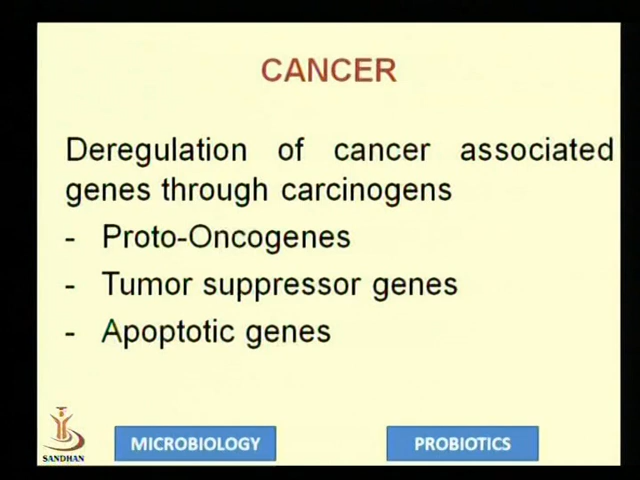 CANCER
Deregulation of cancer associated
genes through carcinogens
- Proto-Oncogenes
- Tumor suppressor genes
- Apoptotic genes
SANDHAN
MICROBIOLOGY
PROBIOTICS